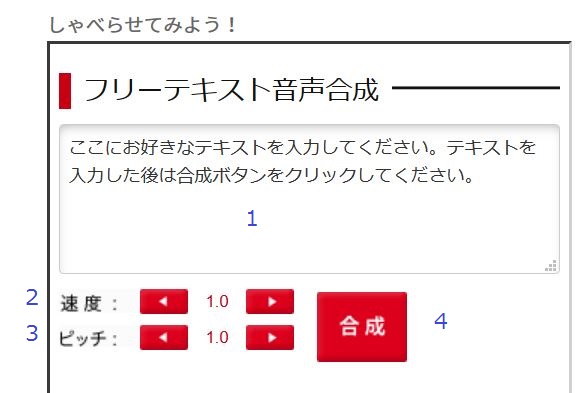 しゃべらせてみよう！
フリーテキスト音声合成
ここにお好きなテキストを入力してください。テキストを
入力した後は合成ボタンをクリックしてください。
1
2 速度： 1.0
3 ピッチ： 1.0
合成 4